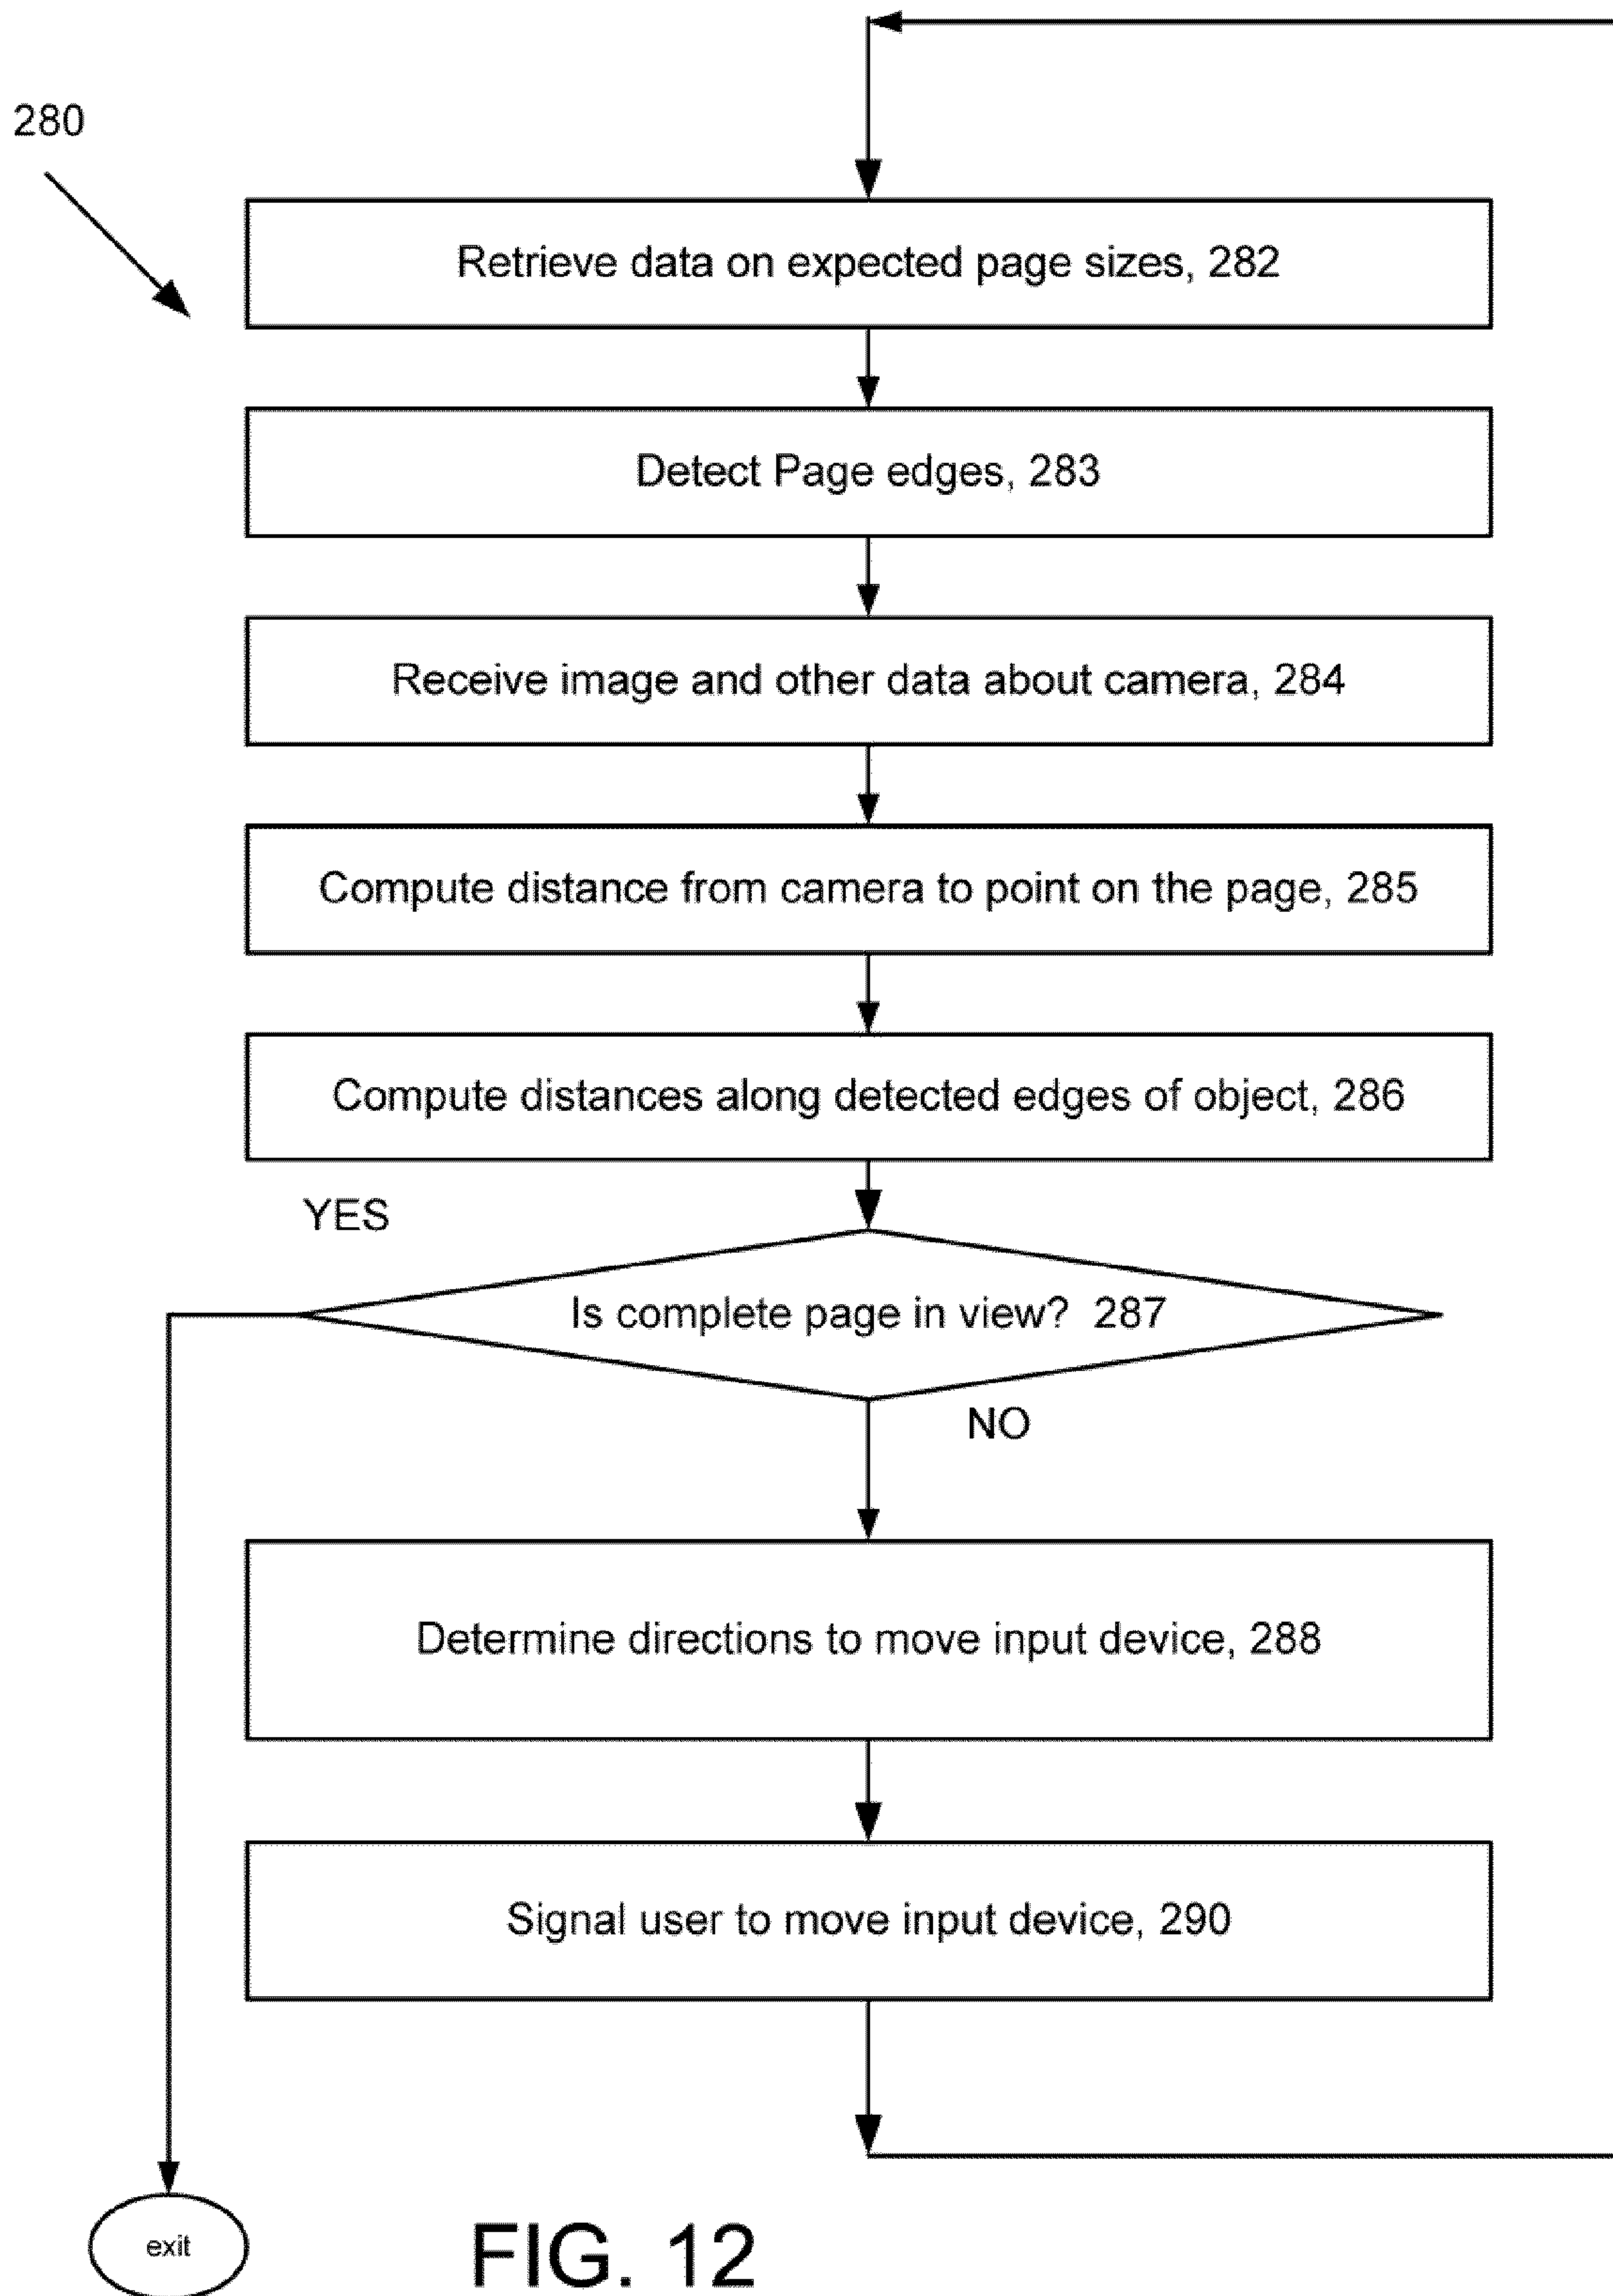 280
Retrieve data on expected page sizes, 282
Detect Page edges, 283
Receive image and other data about camera, 284
Compute distance from camera to point on the page, 285
Compute distances along detected edges of object, 286
YES
Is complete page in view? 287
NO
Determine directions to move input device, 288
Signal user to move input device, 290
exit
FIG. 12